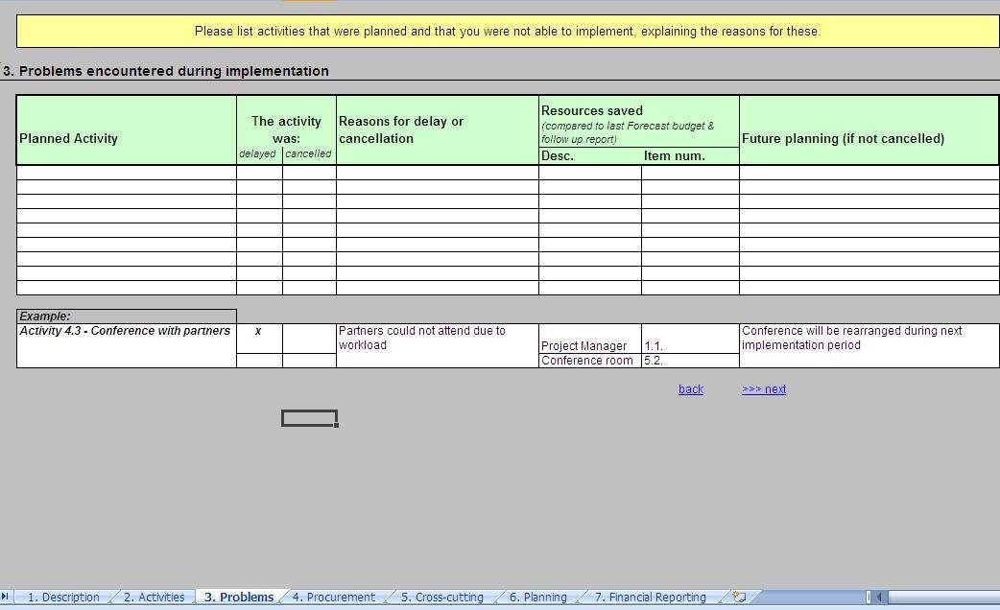 Please list activities that were planned and that you were not able to implement, explaining the reasons for these.
3. Problems encountered during implementation
Planned Activity
The activity
was:
delayed cancelled
Reasons for delay or
cancellation
Resources saved
(compared to last Forecast budget &
follow up report)
Desc. Item num.
Future planning (if not cancelled)
Example:
Activity 4.3 - Conference with partners
x
Partners could not attend due to
workload
Project Manager 1.1.
Conference room 5.2.
Conference will be rearranged during next
implementation period
back >>> next
1. Description 2. Activities 3. Problems 4. Procurement 5. Cross-cutting 6. Planning 7. Financial Reporting